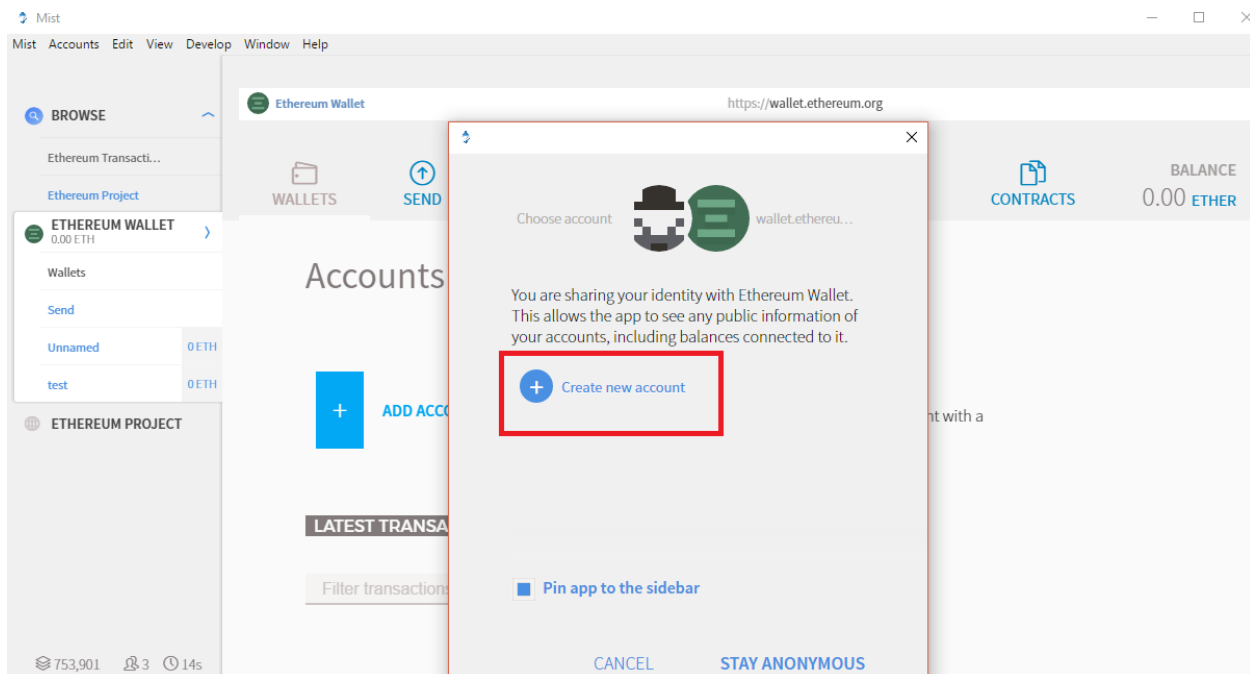 Mist
Mist Accounts Edit View Develop Window Help
BROWSE
Ethereum Transacti...
Ethereum Project
ETHEREUM WALLET
0.00 ETH
Wallets
Send
Unnamed 0 ETH
test 0 ETH
ETHEREUM PROJECT
753,901 3 14s
Ethereum Wallet https://wallet.ethereum.org
WALLETS SEND CONTRACTS
BALANCE
0.00 ETHER
Accounts
ADD ACCO
nt with a
LATEST TRANSA
Filter transactions
Choose account wallet.ethereu...
You are sharing your identity with Ethereum Wallet.
This allows the app to see any public information of
your accounts, including balances connected to it.
Create new account
Pin app to the sidebar
CANCEL STAY ANONYMOUS